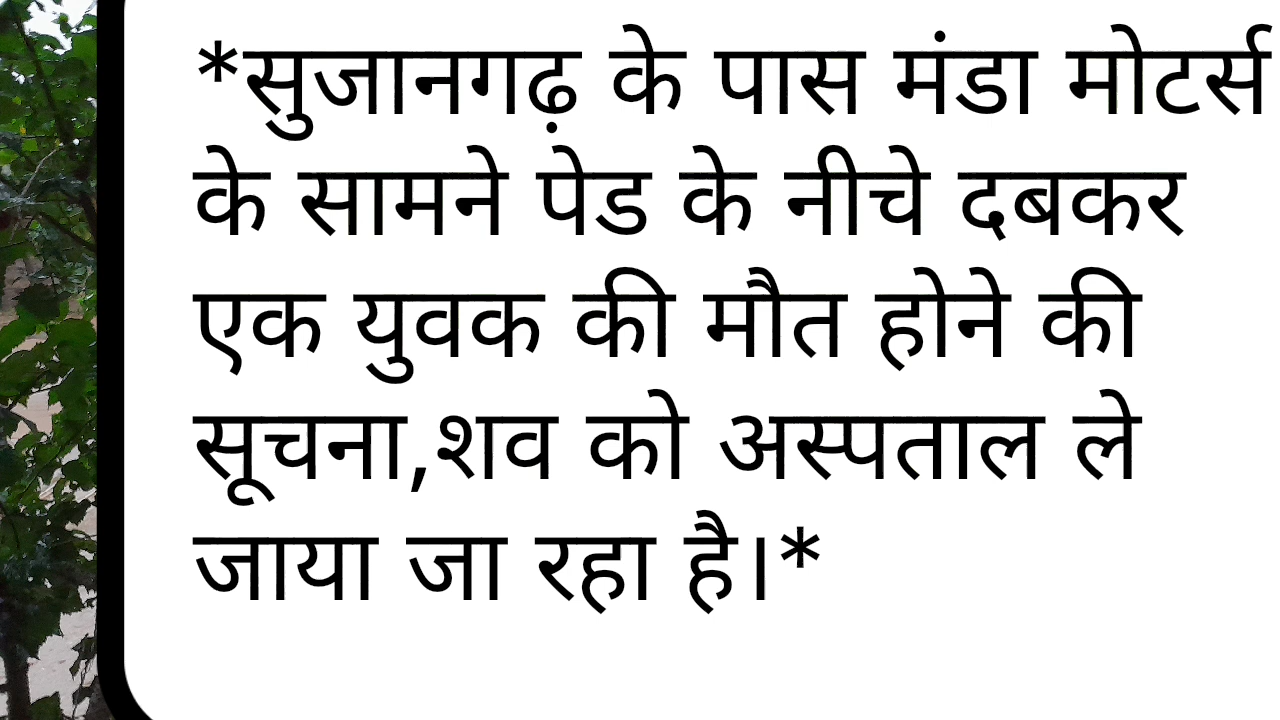 *सुजानगढ़ के पास मंडा मोटर्स
के सामने पेड के नीचे दबकर
एक युवक की मौत होने की
सूचना,शव को अस्पताल ले
जाया जा रहा है।*